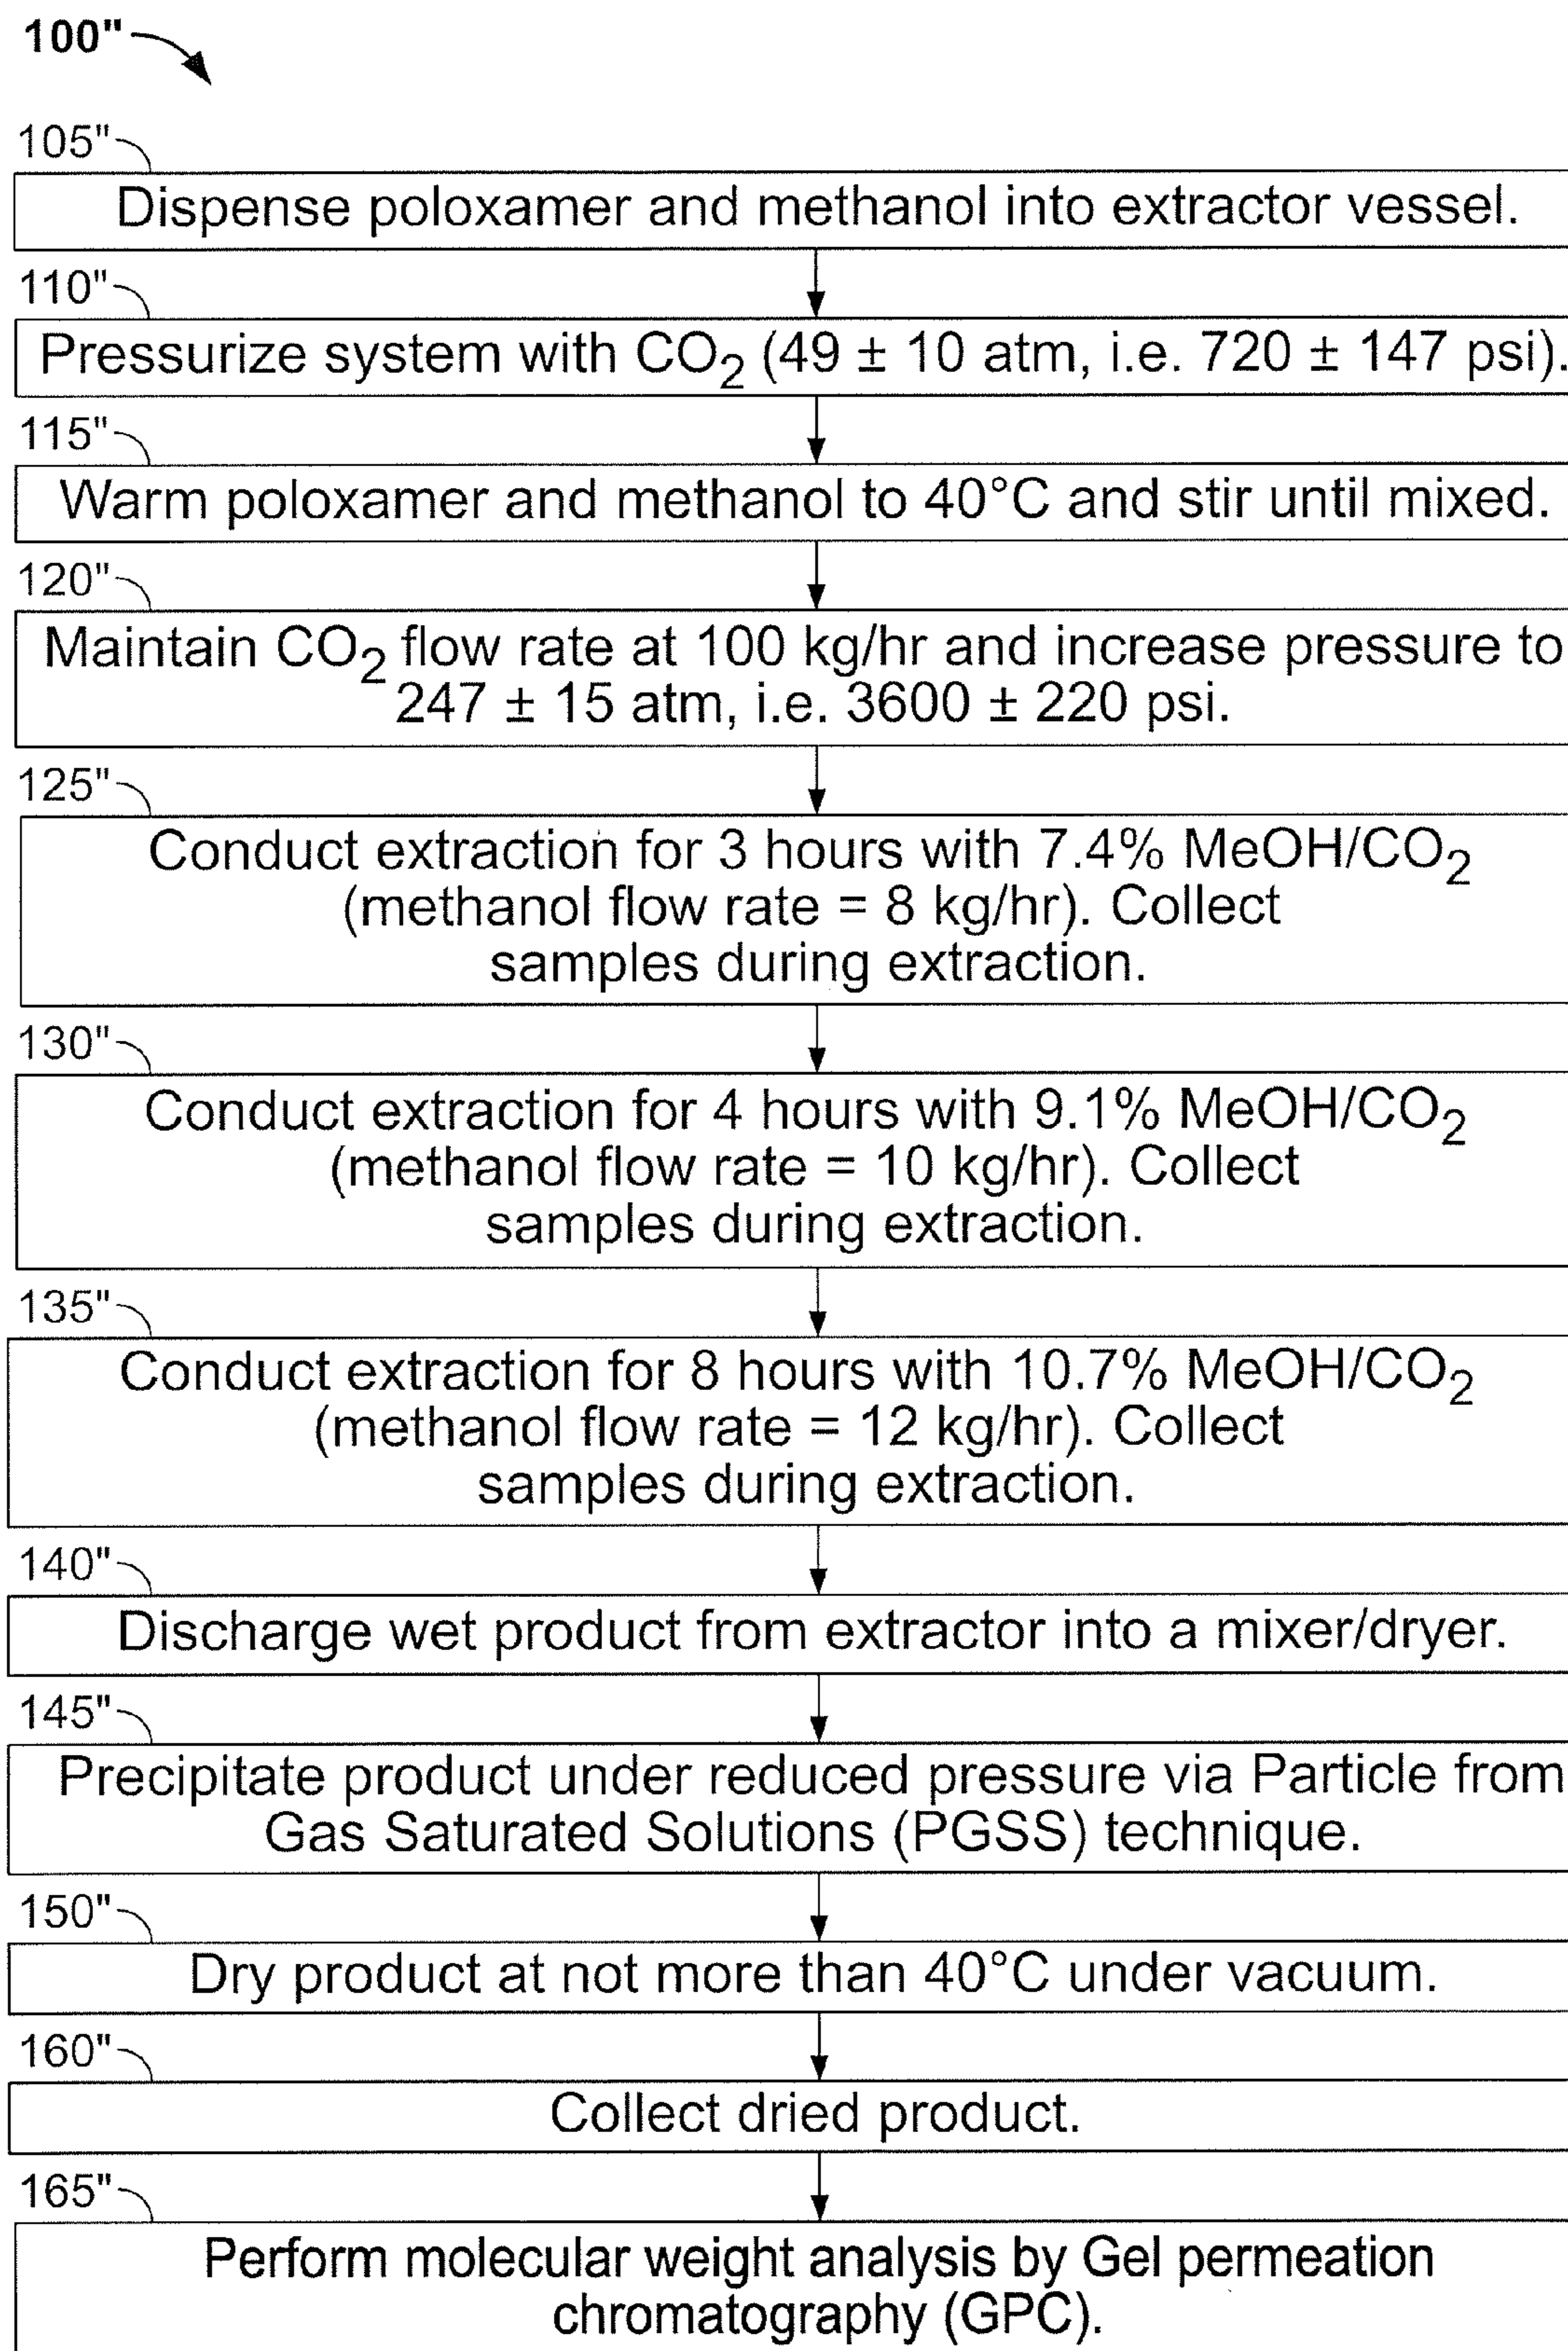 100"
105"
Dispense poloxamer and methanol into extractor vessel.
110"
Pressurize system with CO₂ (49 ± 10 atm, i.e. 720 ± 147 psi).
115"
Warm poloxamer and methanol to 40°C and stir until mixed.
120"
Maintain CO₂ flow rate at 100 kg/hr and increase pressure to
247 ± 15 atm, i.e. 3600 ± 220 psi.
125"
Conduct extraction for 3 hours with 7.4% MeOH/CO₂
(methanol flow rate = 8 kg/hr). Collect
samples during extraction.
130"
Conduct extraction for 4 hours with 9.1% MeOH/CO₂
(methanol flow rate = 10 kg/hr). Collect
samples during extraction.
135"
Conduct extraction for 8 hours with 10.7% MeOH/CO₂
(methanol flow rate = 12 kg/hr). Collect
samples during extraction.
140"
Discharge wet product from extractor into a mixer/dryer.
145"
Precipitate product under reduced pressure via Particle from
Gas Saturated Solutions (PGSS) technique.
150"
Dry product at not more than 40°C under vacuum.
160"
Collect dried product.
165"
Perform molecular weight analysis by Gel permeation
chromatography (GPC).